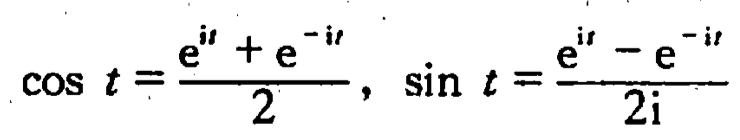 cos t = (e^{it} + e^{-it})/2, sin t = (e^{it} - e^{-it})/2i